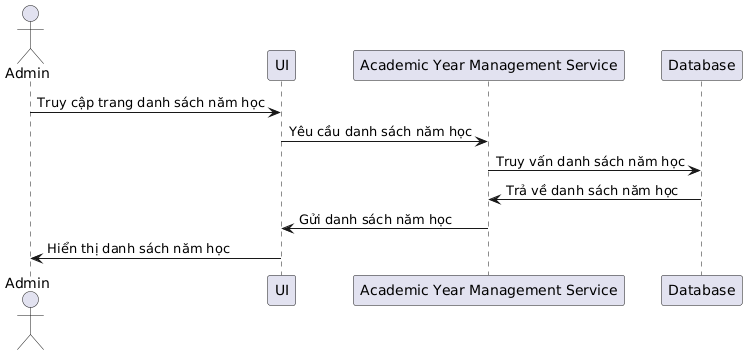 Admin
UI
Academic Year Management Service
Database
Truy cập trang danh sách năm học
Yêu cầu danh sách năm học
Truy vấn danh sách năm học
Trả về danh sách năm học
Gửi danh sách năm học
Hiển thị danh sách năm học
Admin
UI
Academic Year Management Service
Database